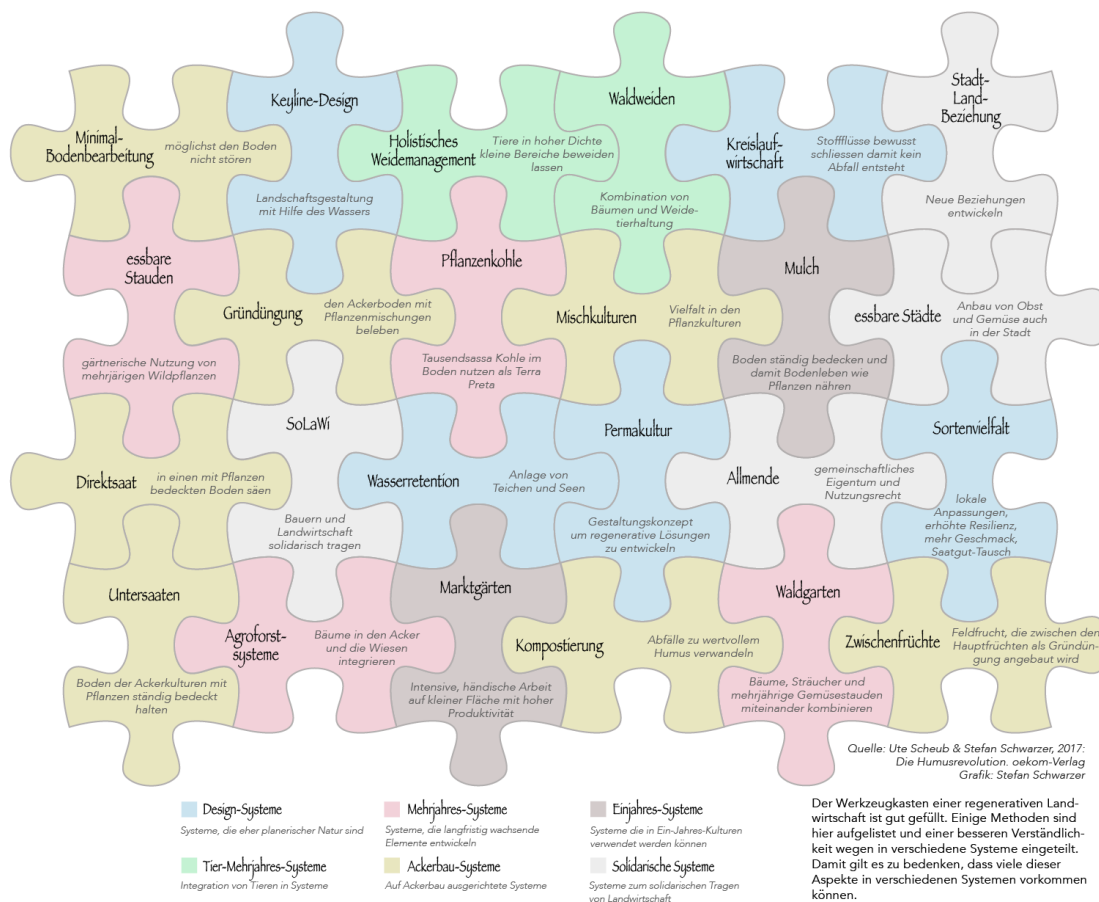 Minimal-
Bodenbearbeitung
möglichst den Boden
nicht stören
Keyline-Design
Landschaftsgestaltung
mit Hilfe des Wassers
Holistisches
Weidemanagement
Tiere in hoher Dichte
kleine Bereiche beweiden
lassen
Waldweiden
Kombination von
Bäumen und Weide-
tierhaltung
Kreislauf-
wirtschaft
Stoffflüsse bewusst
schliessen damit kein
Abfall entsteht
Stadt-
Land-
Beziehung
Neue Beziehungen
entwickeln
essbare
Stauden
gärtnerische Nutzung von
mehrjärigen Wildpflanzen
Gründüngung
den Ackerboden mit
Pflanzenmischungen
beleben
Pflanzenkohle
Tausendsassa Kohle im
Boden nutzen als Terra
Preta
Mischkulturen
Vielfalt in den
Pflanzkulturen
Mulch
Boden ständig bedecken und
damit Bodenleben wie
Pflanzen nähren
essbare Städte
Anbau von Obst
und Gemüse auch
in der Stadt
Direktsaat
in einen mit Pflanzen
bedeckten Boden säen
SoLaWi
Bauern und
Landwirtschaft
solidarisch tragen
Wasserretention
Anlage von
Teichen und Seen
Permakultur
Gestaltungskonzept
um regenerative Lösungen
zu entwickeln
Allmende
gemeinschaftliches
Eigentum und
Nutzungsrecht
Sortenvielfalt
lokale
Anpassungen,
erhöhte Resilienz,
mehr Geschmack,
Saatgut-Tausch
Untersaaten
Boden der Ackerkulturen mit
Pflanzen ständig bedeckt
halten
Agroforst-
systeme
Bäume in den Acker
und die Wiesen
integrieren
Marktgärten
Intensive, händische Arbeit
auf kleiner Fläche mit hoher
Produktivität
Kompostierung
Abfälle zu wertvollem
Humus verwandeln
Waldgarten
Bäume, Sträucher und
mehrjährige Gemüsestauden
miteinander kombinieren
Zwischenfrüchte
Feldfrucht, die zwischen den
Hauptfrüchten als Gründün-
gung angebaut wird
Quelle: Ute Scheub & Stefan Schwarzer, 2017:
Die Humusrevolution. oekom-Verlag
Grafik: Stefan Schwarzer
Design-Systeme
Systeme, die eher planerischer Natur sind
Mehrjahres-Systeme
Systeme, die langfristig wachsende
Elemente entwickeln
Einjahres-Systeme
Systeme die in Ein-Jahres-Kulturen
verwendet werden können
Tier-Mehrjahres-Systeme
Integration von Tieren in Systeme
Ackerbau-Systeme
Auf Ackerbau ausgerichtete Systeme
Solidarische Systeme
Systeme zum solidarischen Tragen
von Landwirtschaft
Der Werkzeugkasten einer regenerativen Land-
wirtschaft ist gut gefüllt. Einige Methoden sind
hier aufgelistet und einer besseren Verständlich-
keit wegen in verschiedene Systeme eingeteilt.
Damit gilt es zu bedenken, dass viele dieser
Aspekte in verschiedenen Systemen vorkommen
können.